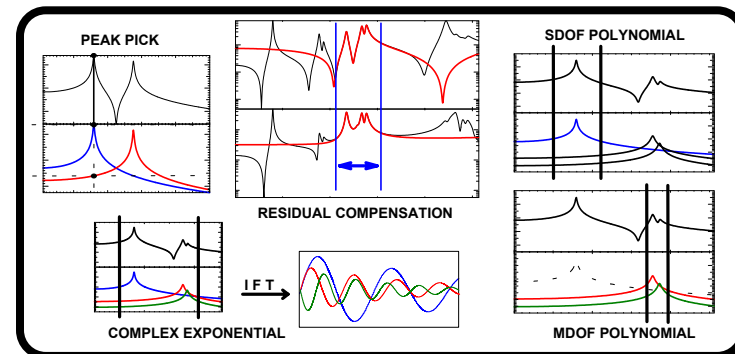 PEAK PICK
SDOF POLYNOMIAL
RESIDUAL COMPENSATION
I F T
COMPLEX EXPONENTIAL
MDOF POLYNOMIAL